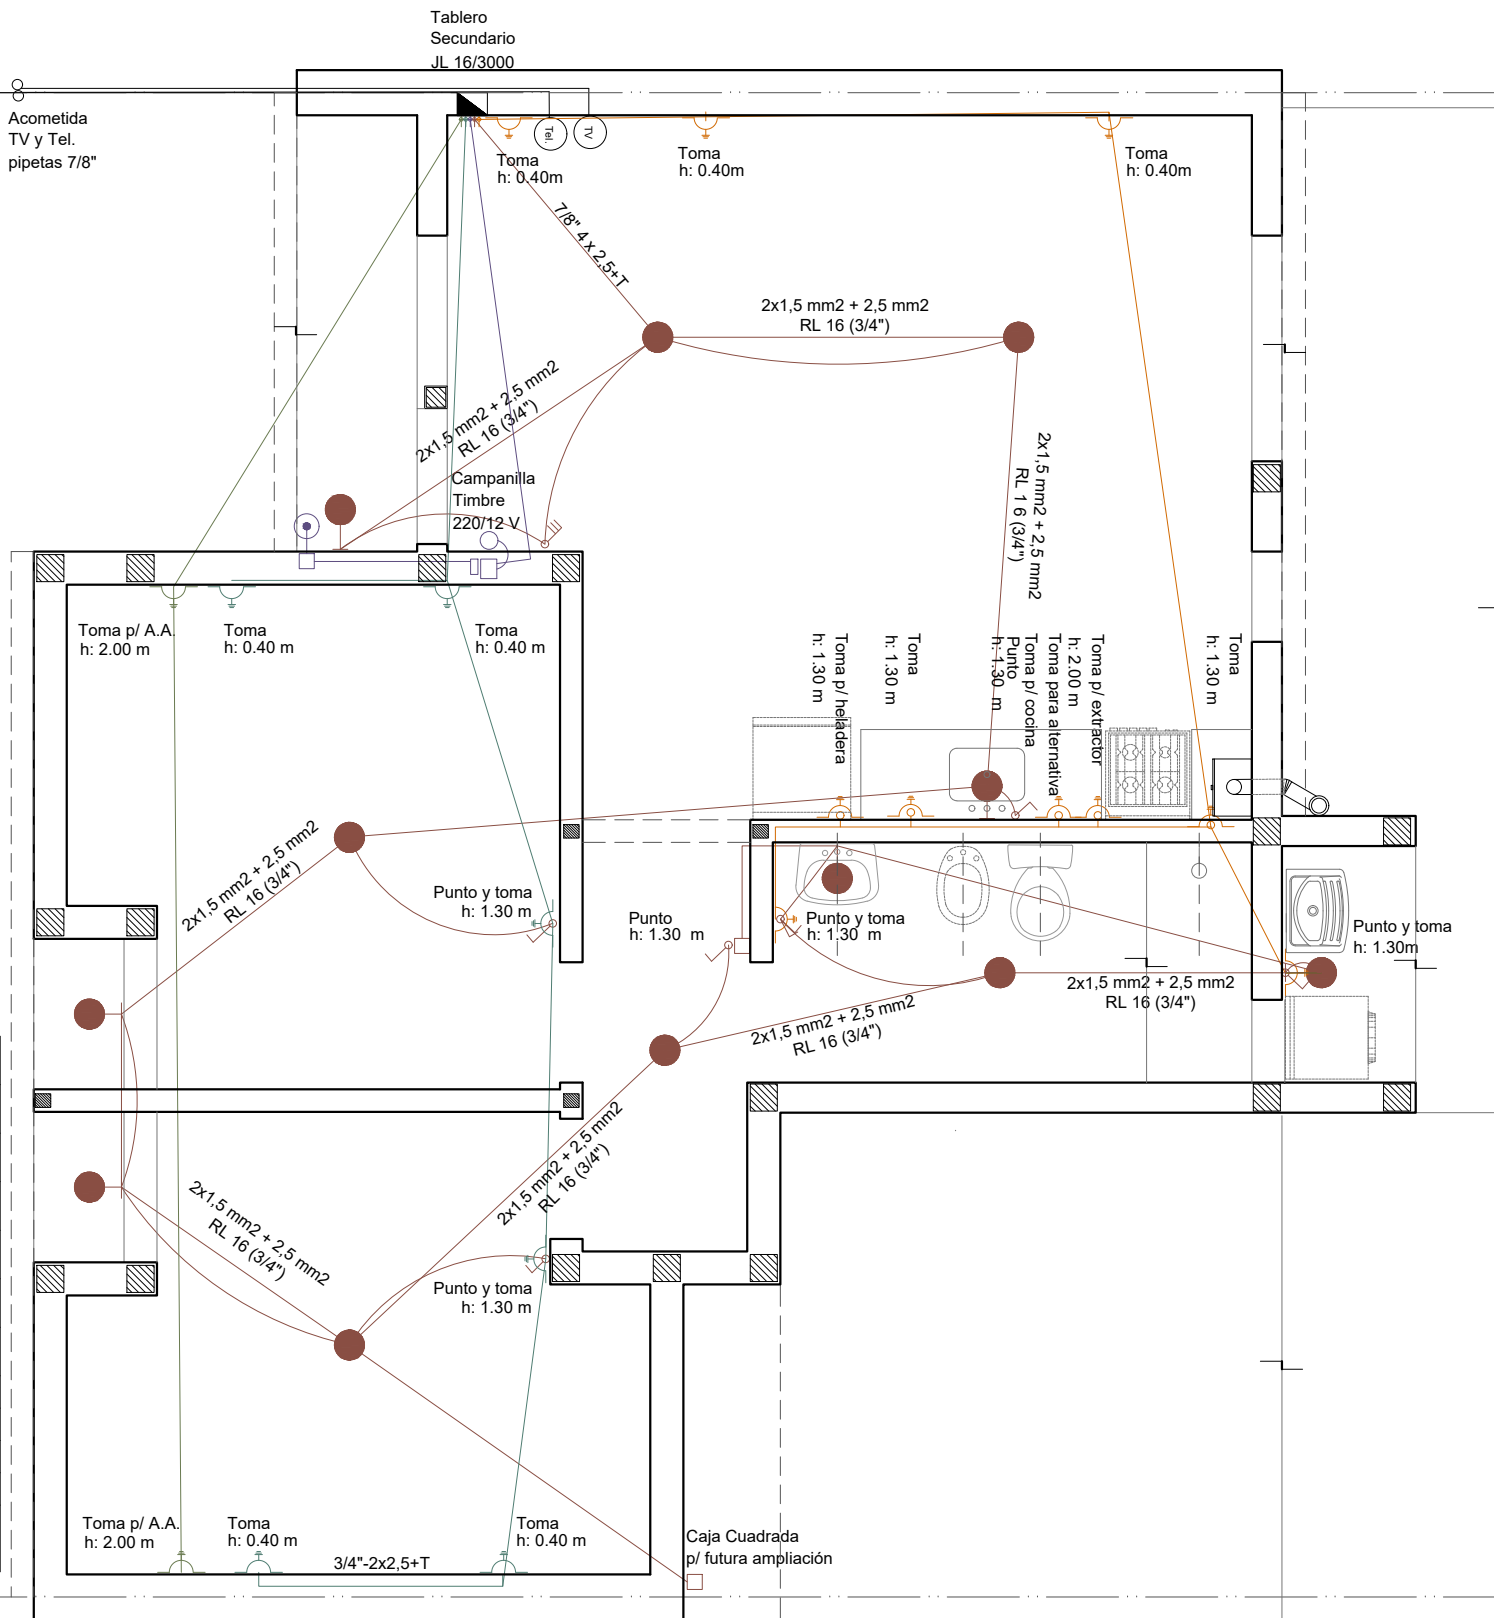 Tablero
Secundario
JL 16/3000
Acometida
TV y Tel.
pipetas 7/8"
Tel.
TV
Toma
h: 0.40m
Toma
h: 0.40m
Toma
h: 0.40m
7/8" 4 x 2,5+T
2x1,5 mm2 + 2,5 mm2
RL 16 (3/4")
2x1,5 mm2 + 2,5 mm2
RL 16 (3/4")
2x1,5 mm2 + 2,5 mm2
RL 1 6 (3/4")
Campanilla
Timbre
220/12 V
Toma p/ A.A.
h: 2.00 m
Toma
h: 0.40 m
Toma
h: 0.40 m
Toma p/ heladera
h: 1.30 m
Toma
h: 1.30 m
Toma p/ extractor
h: 2.00 m
Toma para alternativa
Toma p/ cocina
Punto
h: 1.30 m
Toma
h: 1.30 m
2x1,5 mm2 + 2,5 mm2
RL 16 (3/4")
Punto y toma
h: 1.30 m
Punto
h: 1.30 m
Punto y toma
h: 1.30 m
Punto y toma
h: 1.30m
2x1,5 mm2 + 2,5 mm2
RL 16 (3/4")
2x1,5 mm2 + 2,5 mm2
RL 16 (3/4")
2x1,5 mm2 + 2,5 mm2
RL 16 (3/4")
2x1,5 mm2 + 2,5 mm2
RL 16 (3/4")
Punto y toma
h: 1.30 m
Toma p/ A.A.
h: 2.00 m
Toma
h: 0.40 m
3/4"-2x2,5+T
Toma
h: 0.40 m
Caja Cuadrada
p/ futura ampliación